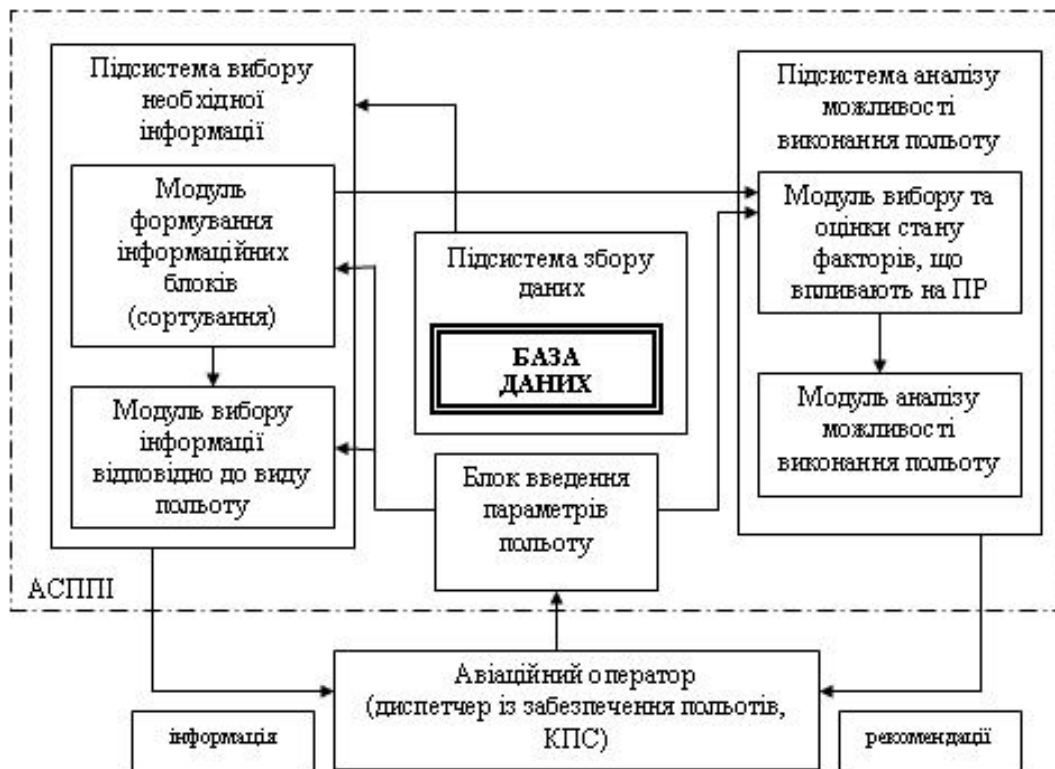 Підсистема вибору
необхідної
інформації
Модуль
формування
інформаційних
блоків
(сортування)
Модуль вибору
інформації
відповідно до виду
польоту
Підсистема збору
даних
БАЗА
ДАНИХ
Блок введення
параметрів
польоту
Підсистема аналізу
можливості
виконання польоту
Модуль вибору та
оцінки стану
факторів, що
впливають на ПР
Модуль аналізу
можливості
виконання польоту
АСППІ
Авіаційний оператор
(диспетчер із забезпечення польотів,
КПС)
інформація
рекомендації